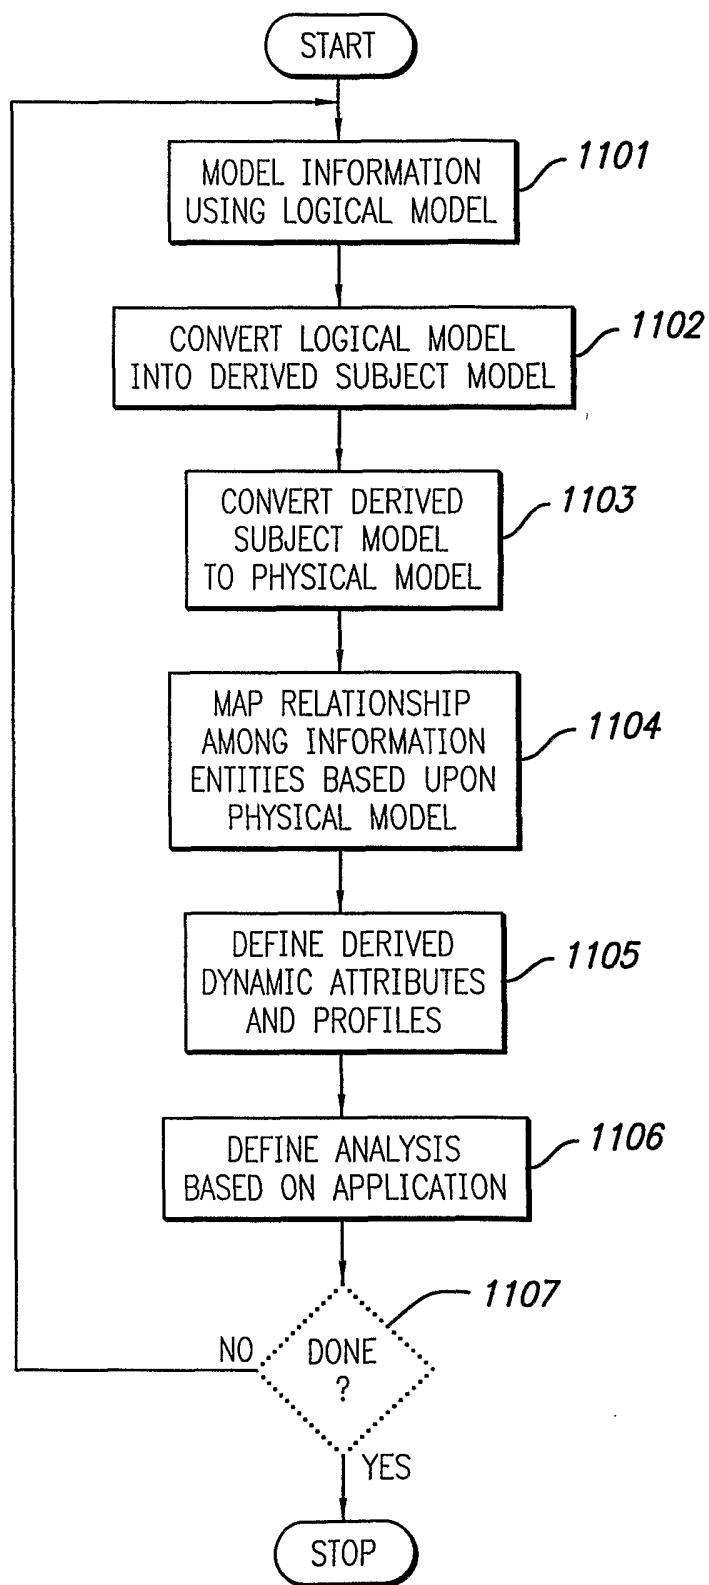 START
1101
MODEL INFORMATION
USING LOGICAL MODEL
1102
CONVERT LOGICAL MODEL
INTO DERIVED SUBJECT MODEL
1103
CONVERT DERIVED
SUBJECT MODEL
TO PHYSICAL MODEL
1104
MAP RELATIONSHIP
AMONG INFORMATION
ENTITIES BASED UPON
PHYSICAL MODEL
1105
DEFINE DERIVED
DYNAMIC ATTRIBUTES
AND PROFILES
1106
DEFINE ANALYSIS
BASED ON APPLICATION
1107
NO
DONE
?
YES
STOP